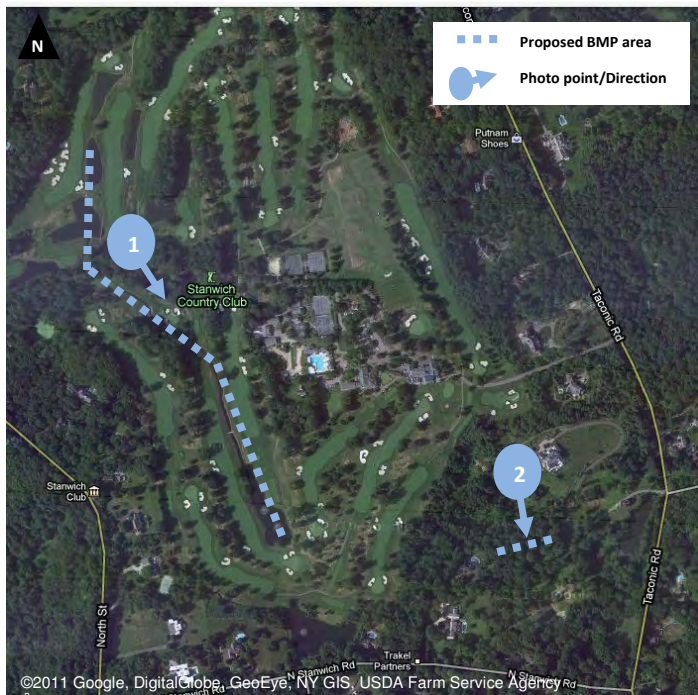 N
Proposed BMP area
Photo point/Direction
Putnam
Shoes
1
Stanwich
Country Club
Taconic Rd
2
Stanwich
Club
North St
Taconic Rd
Trakel
Partners
N Stanwich Rd
N Stanwich Rd
©2011 Google, DigitalGlobe, GeoEye, NY GIS, USDA Farm Service Agency